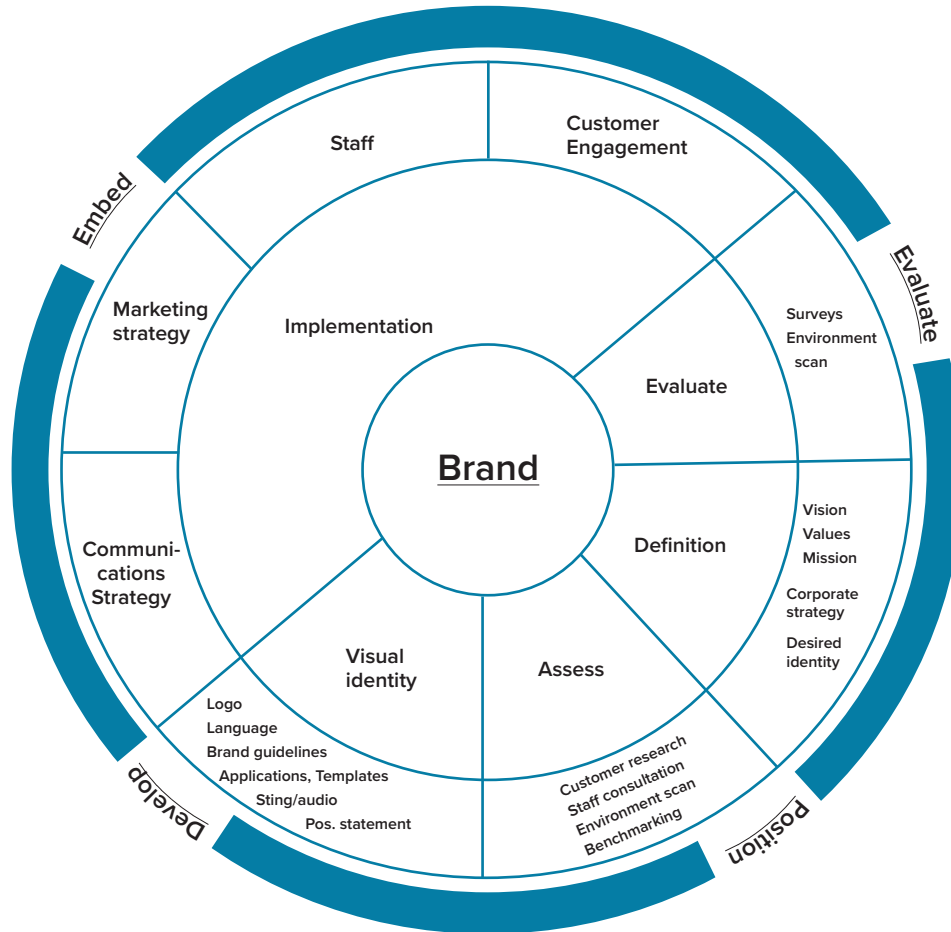 Staff
Customer
Engagement
Embed
Evaluate
Marketing
strategy
Implementation
Surveys
Environment
scan
Evaluate
Brand
Definition
Vision
Values
Mission
Corporate
strategy
Desired
identity
Communi-
cations
Strategy
Visual
identity
Assess
Logo
Language
Brand guidelines
Applications, Templates
Sting/audio
Pos. statement
Customer research
Staff consultation
Environment scan
Benchmarking
Develop
Position